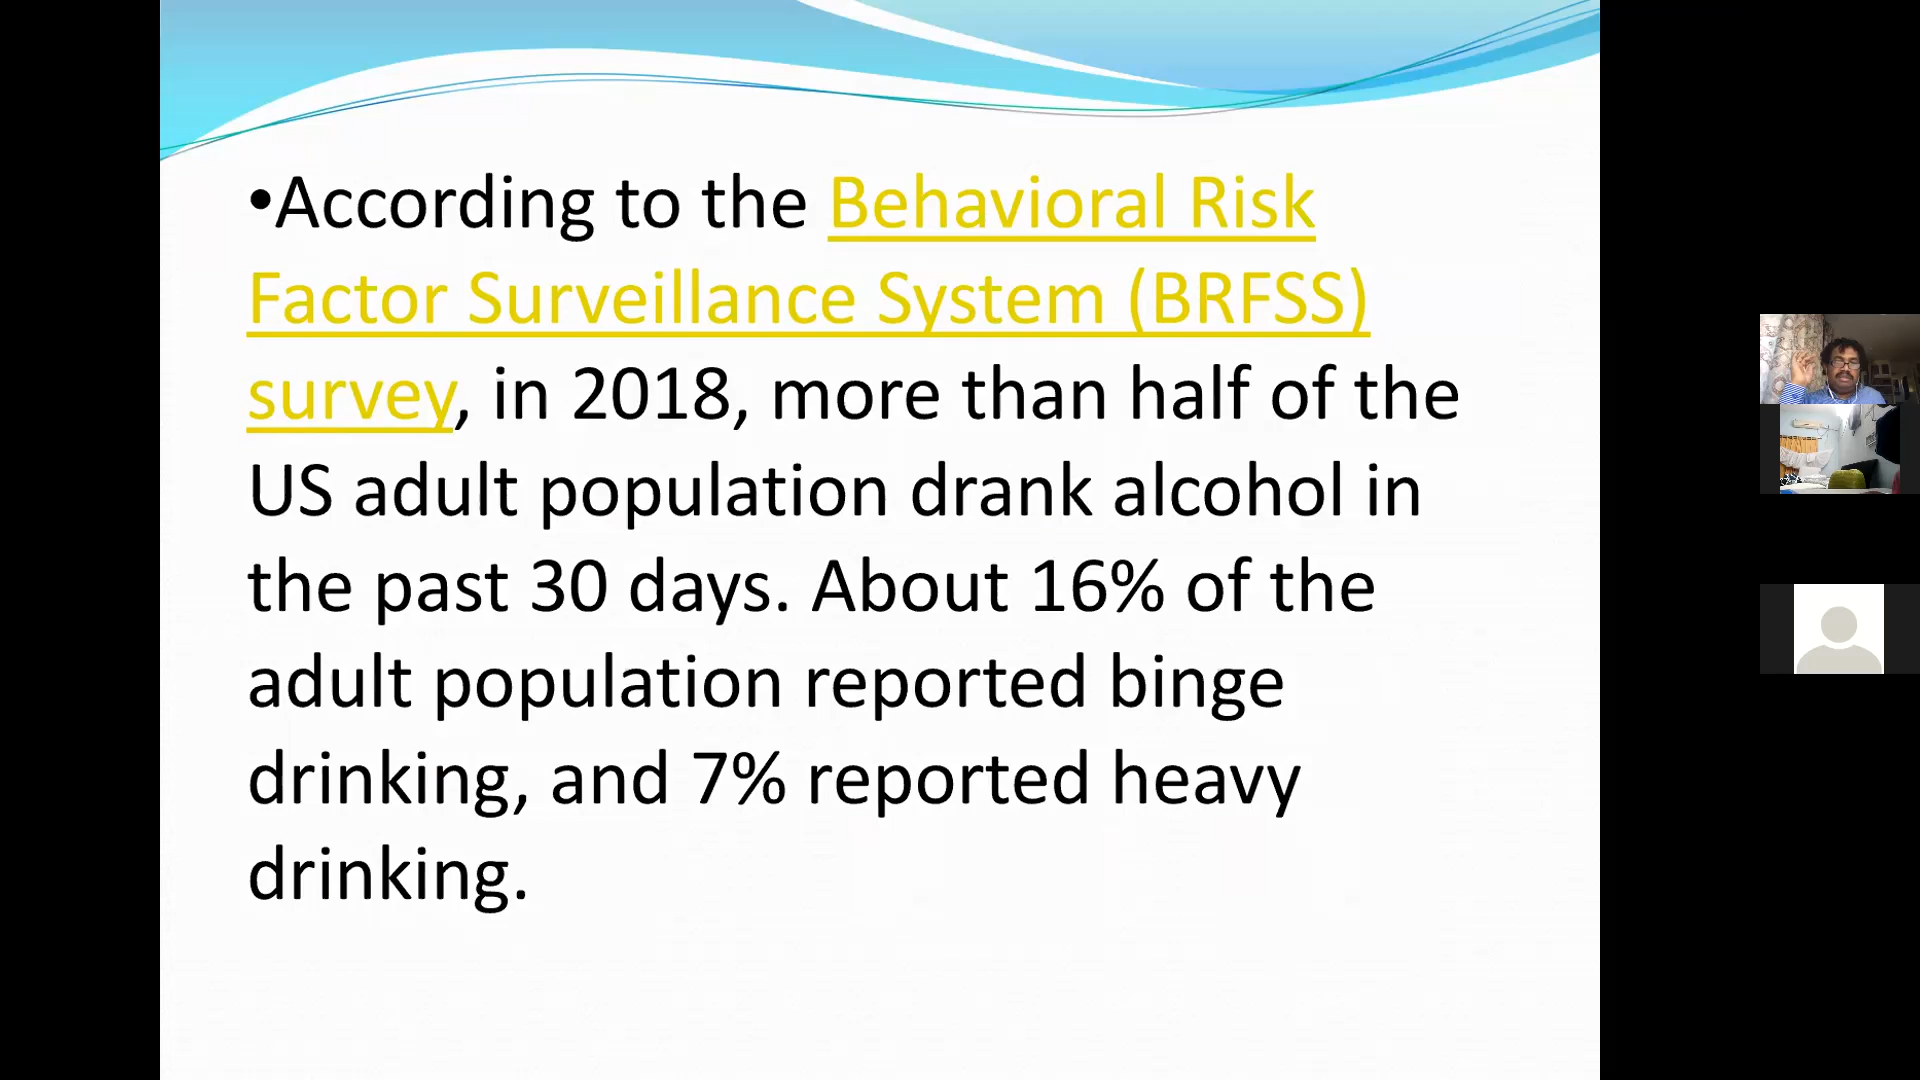 •According to the Behavioral Risk
Factor Surveillance System (BRFSS)
survey, in 2018, more than half of the
US adult population drank alcohol in
the past 30 days. About 16% of the
adult population reported binge
drinking, and 7% reported heavy
drinking.